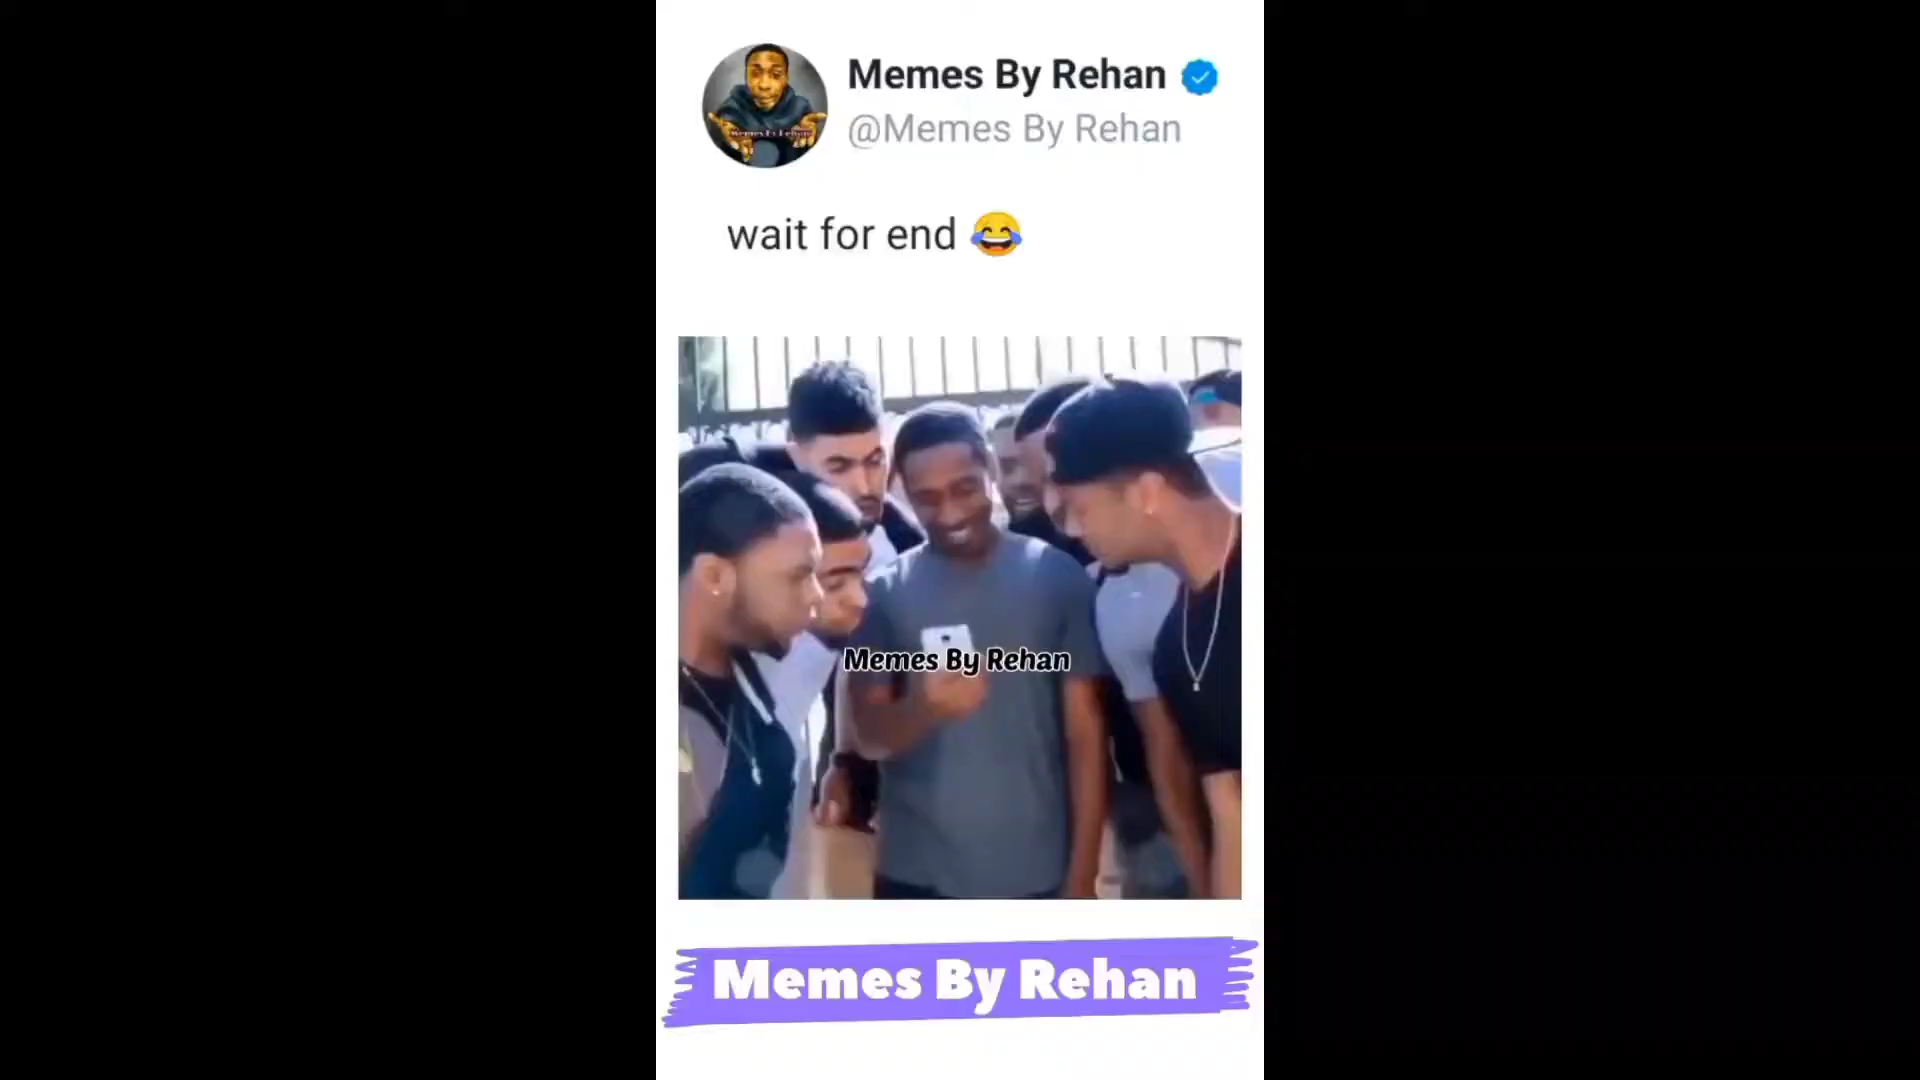 Memes By Rehan
@Memes By Rehan
wait for end 😂
Memes By Rehan
Memes By Rehan